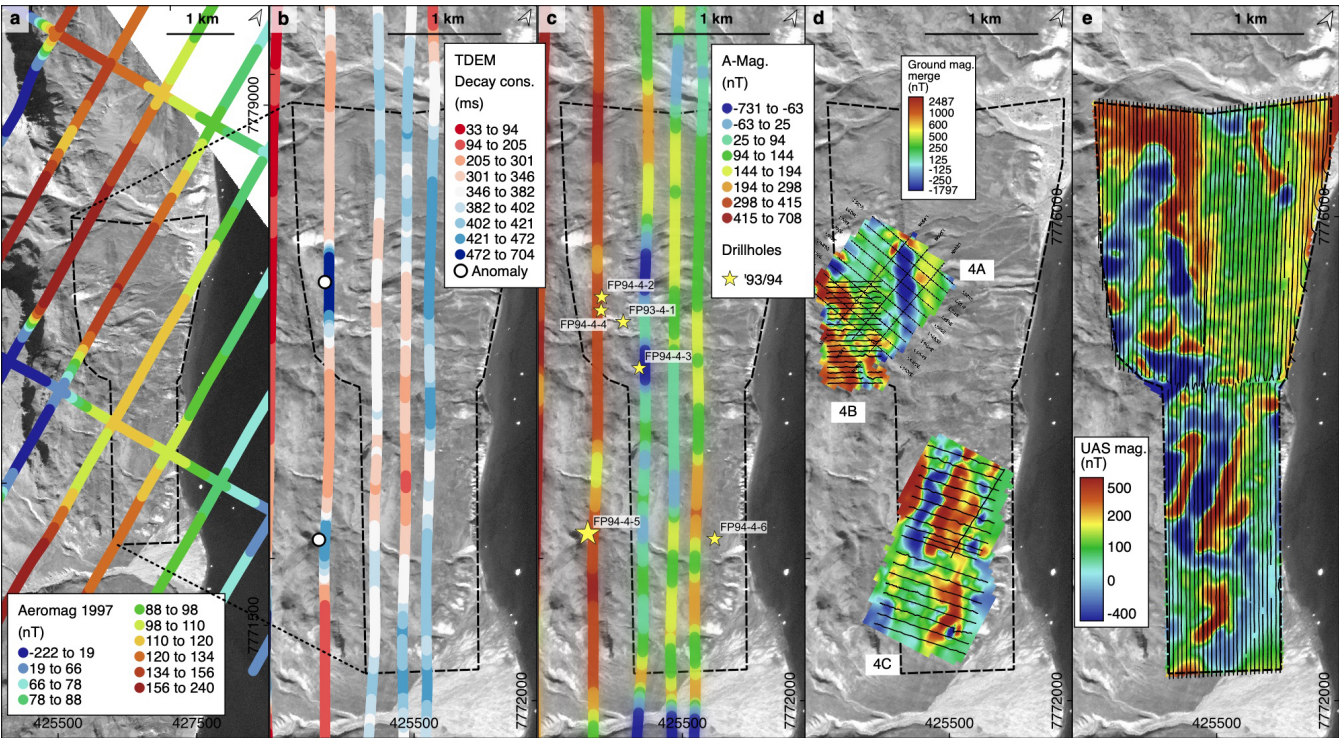 a
1 km
7779000
7771500
Aeromag 1997
(nT)
-222 to 19
19 to 66
66 to 78
78 to 88
88 to 98
98 to 110
110 to 120
120 to 134
134 to 156
156 to 240
425500
427500
b
1 km
TDEM
Decay cons.
(ms)
33 to 94
94 to 205
205 to 301
301 to 346
346 to 382
382 to 402
402 to 421
421 to 472
472 to 704
Anomaly
425500
c
1 km
A-Mag.
(nT)
-731 to -63
-63 to 25
25 to 94
94 to 144
144 to 194
194 to 298
298 to 415
415 to 708
Drillholes
'93/94
FP94-4-2
FP93-4-1
FP94-4-4
FP94-4-3
FP94-4-5
FP94-4-6
425500
7772000
d
1 km
Ground mag.
merge
(nT)
2487
1000
600
500
250
125
-125
-250
-1797
7776000
4A
4B
4C
425500
7772000
e
1 km
7776000
UAS mag.
(nT)
500
200
100
0
-400
425500
7772000